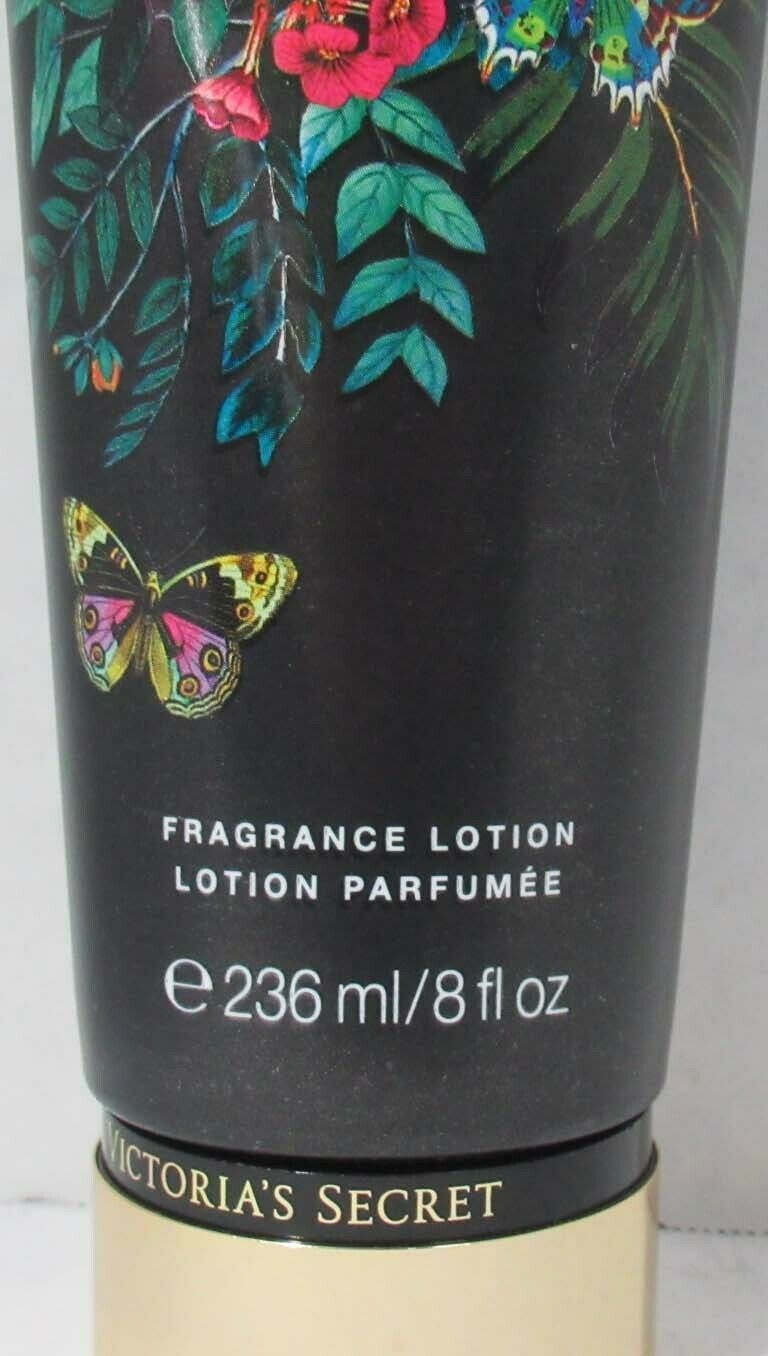 FRAGRANCE LOTION
LOTION PARFUMÉE
℮ 236 ml/8 fl oz
VICTORIA'S SECRET